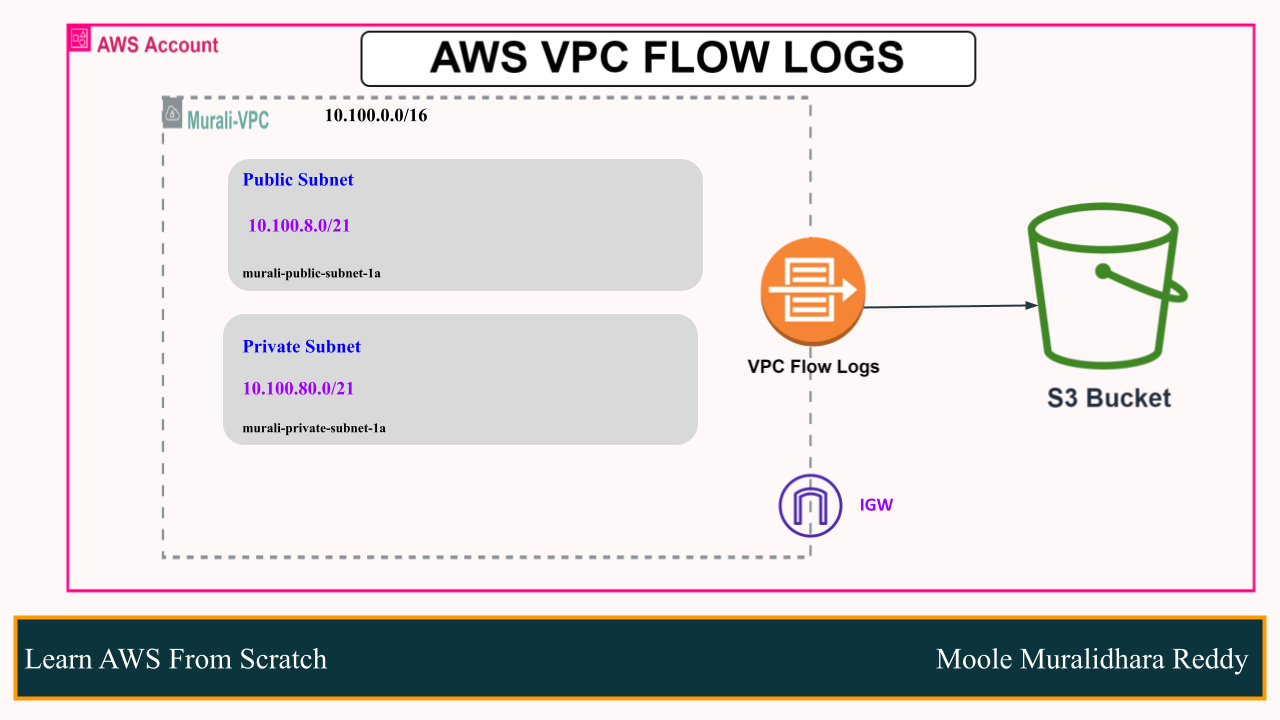 AWS Account
AWS VPC FLOW LOGS
Murali-VPC
10.100.0.0/16
Public Subnet
10.100.8.0/21
murali-public-subnet-1a
Private Subnet
10.100.80.0/21
murali-private-subnet-1a
VPC Flow Logs
S3 Bucket
IGW
Learn AWS From Scratch
Moole Muralidhara Reddy